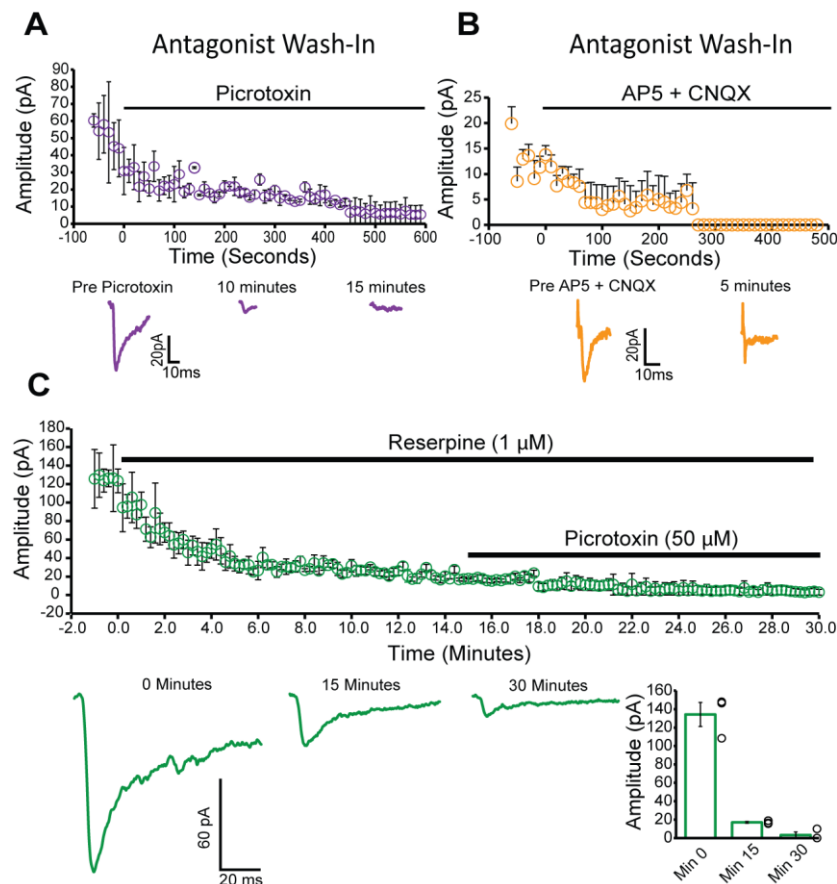 A
Antagonist Wash-In
Picrotoxin
Amplitude (pA)
90
80
70
60
50
40
30
20
10
0
-100 0 100 200 300 400 500 600
Time (Seconds)
Pre Picrotoxin 10 minutes 15 minutes
20pA
10ms
B
Antagonist Wash-In
AP5 + CNQX
Amplitude (pA)
25
20
15
10
5
0
-100 0 100 200 300 400 500
Time (Seconds)
Pre AP5 + CNQX 5 minutes
20pA
10ms
C
Reserpine (1 μM)
Picrotoxin (50 μM)
Amplitude (pA)
180
160
140
120
100
80
60
40
20
0
-20
-2.0 0.0 2.0 4.0 6.0 8.0 10.0 12.0 14.0 16.0 18.0 20.0 22.0 24.0 26.0 28.0 30.0
Time (Minutes)
0 Minutes 15 Minutes 30 Minutes
60 pA
20 ms
Amplitude (pA)
160
140
120
100
80
60
40
20
0
Min 0 Min 15 Min 30